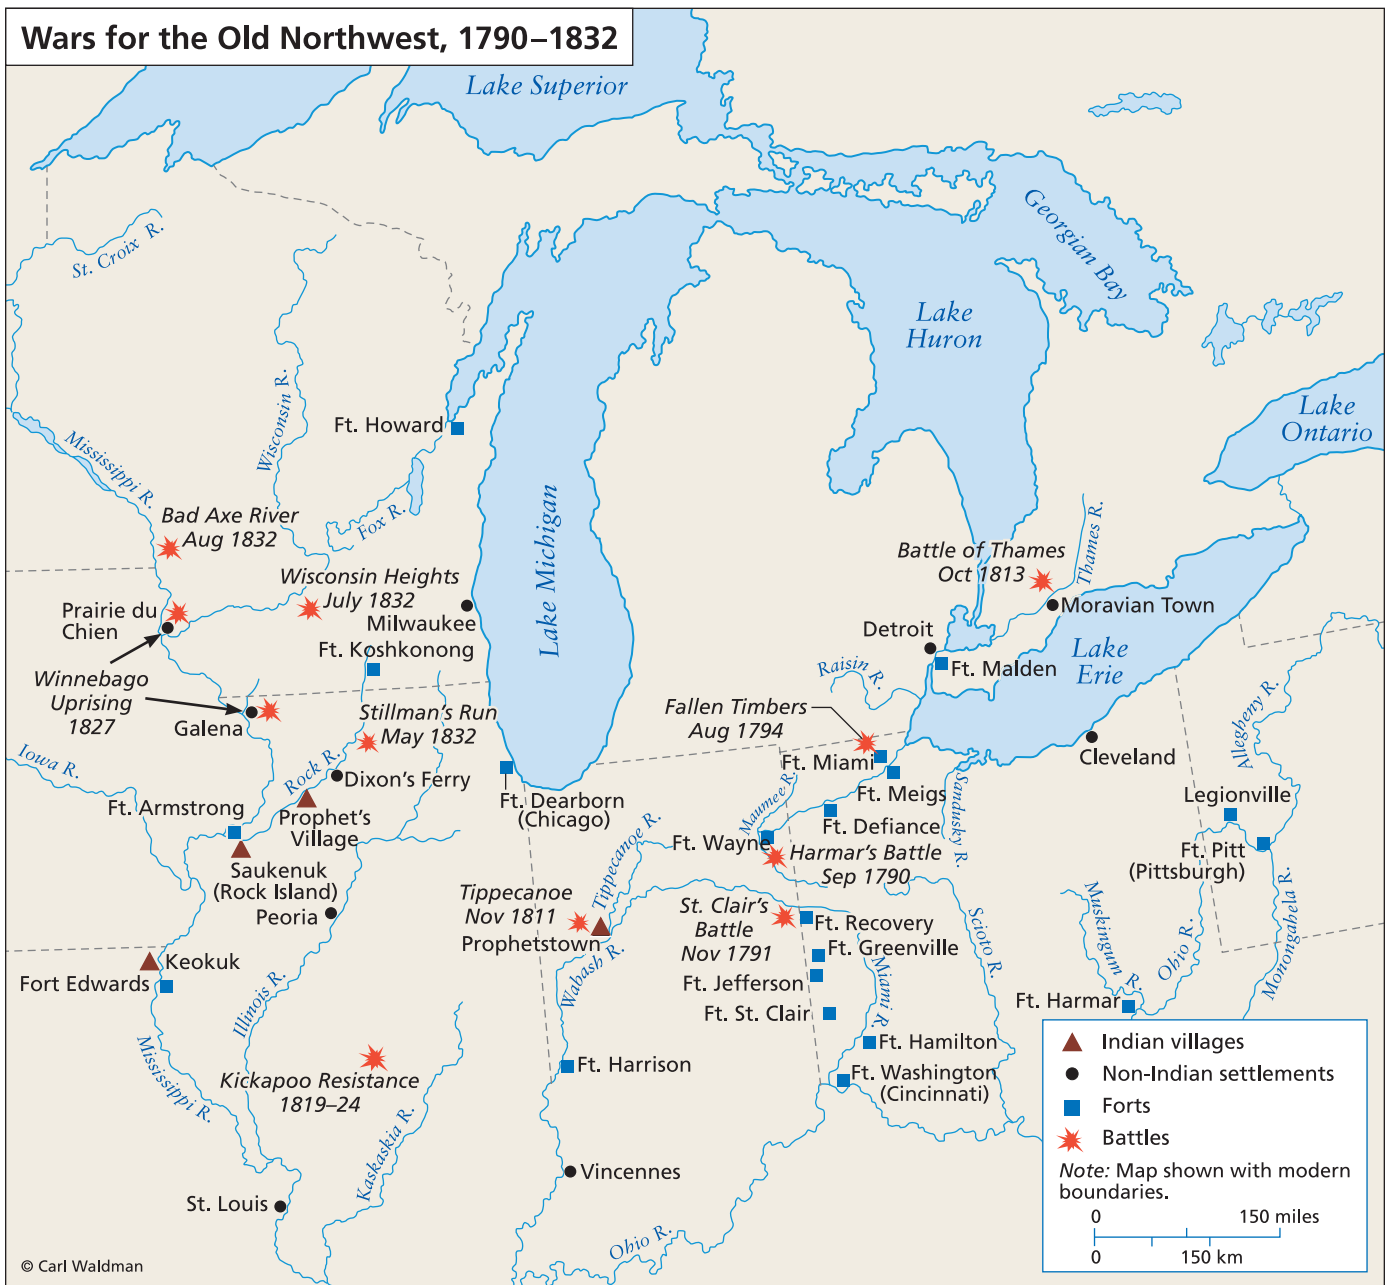 Wars for the Old Northwest, 1790–1832
Lake Superior
St. Croix R.
Georgian Bay
Lake
Huron
Wisconsin R.
Ft. Howard
Lake
Ontario
Mississippi R.
Fox R.
Bad Axe River
Aug 1832
Lake Michigan
Battle of Thames
Oct 1813
Thames R.
Wisconsin Heights
July 1832
Prairie du
Chien
Milwaukee
Moravian Town
Detroit
Ft. Koshkonong
Ft. Malden
Lake
Erie
Raisin R.
Winnebago
Uprising
1827
Galena
Stillman's Run
May 1832
Fallen Timbers
Aug 1794
Allegheny R.
Cleveland
Iowa R.
Rock R.
Dixon's Ferry
Ft. Miami
Ft. Meigs
Ft. Dearborn
(Chicago)
Maumee R.
Sandusky R.
Legionville
Ft. Armstrong
Prophet's
Village
Ft. Defiance
Ft. Wayne
Harmar's Battle
Sep 1790
Ft. Pitt
(Pittsburgh)
Saukenuk
(Rock Island)
Tippecanoe R.
Peoria
Tippecanoe
Nov 1811
Prophetstown
St. Clair's
Battle
Nov 1791
Ft. Recovery
Ft. Greenville
Scioto R.
Muskingum R.
Ohio R.
Monongahela R.
Keokuk
Fort Edwards
Wabash R.
Ft. Jefferson
Miami R.
Ft. St. Clair
Ft. Harmar
Illinois R.
Mississippi R.
Kickapoo Resistance
1819–24
Ft. Harrison
Ft. Hamilton
Ft. Washington
(Cincinnati)
Kaskaskia R.
Vincennes
St. Louis
Ohio R.
Indian villages
Non-Indian settlements
Forts
Battles
Note: Map shown with modern
boundaries.
0 150 miles
0 150 km
© Carl Waldman